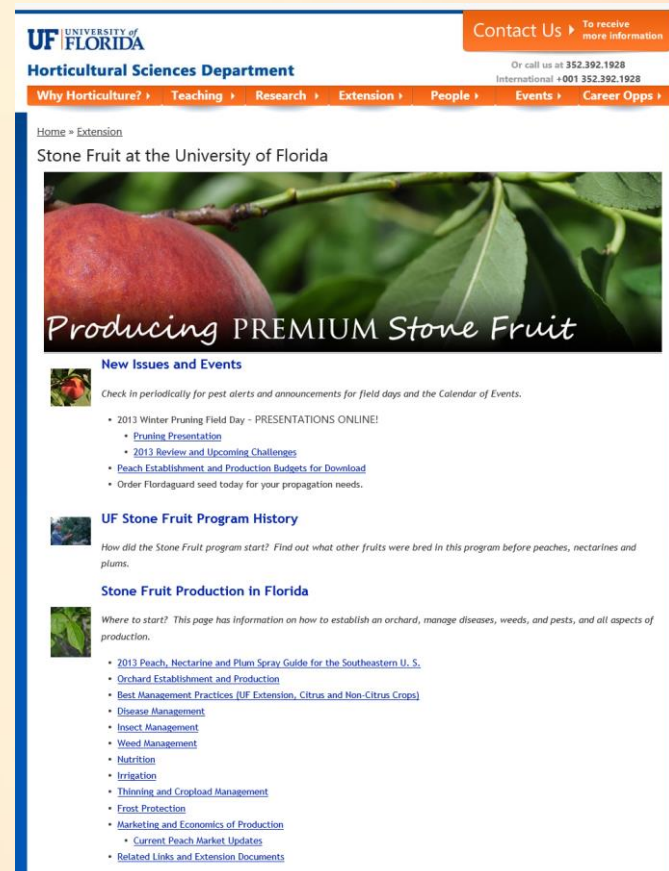 UF UNIVERSITY of
FLORIDA
Contact Us
To receive
more information
Horticultural Sciences Department
Or call us at 352.392.1928
International +001 352.392.1928
Why Horticulture? Teaching Research Extension People Events Career Opps
Home » Extension
Stone Fruit at the University of Florida
Producing PREMIUM Stone Fruit
New Issues and Events
Check in periodically for pest alerts and announcements for field days and the Calendar of Events.
• 2013 Winter Pruning Field Day - PRESENTATIONS ONLINE!
• Pruning Presentation
• 2013 Review and Upcoming Challenges
• Peach Establishment and Production Budgets for Download
• Order Flordaguard seed today for your propagation needs.
UF Stone Fruit Program History
How did the Stone Fruit program start? Find out what other fruits were bred in this program before peaches, nectarines and
plums.
Stone Fruit Production in Florida
Where to start? This page has information on how to establish an orchard, manage diseases, weeds, and pests, and all aspects of
production.
• 2013 Peach, Nectarine and Plum Spray Guide for the Southeastern U. S.
• Orchard Establishment and Production
• Best Management Practices (UF Extension, Citrus and Non-Citrus Crops)
• Disease Management
• Insect Management
• Weed Management
• Nutrition
• Irrigation
• Thinning and Cropload Management
• Frost Protection
• Marketing and Economics of Production
• Current Peach Market Updates
• Related Links and Extension Documents